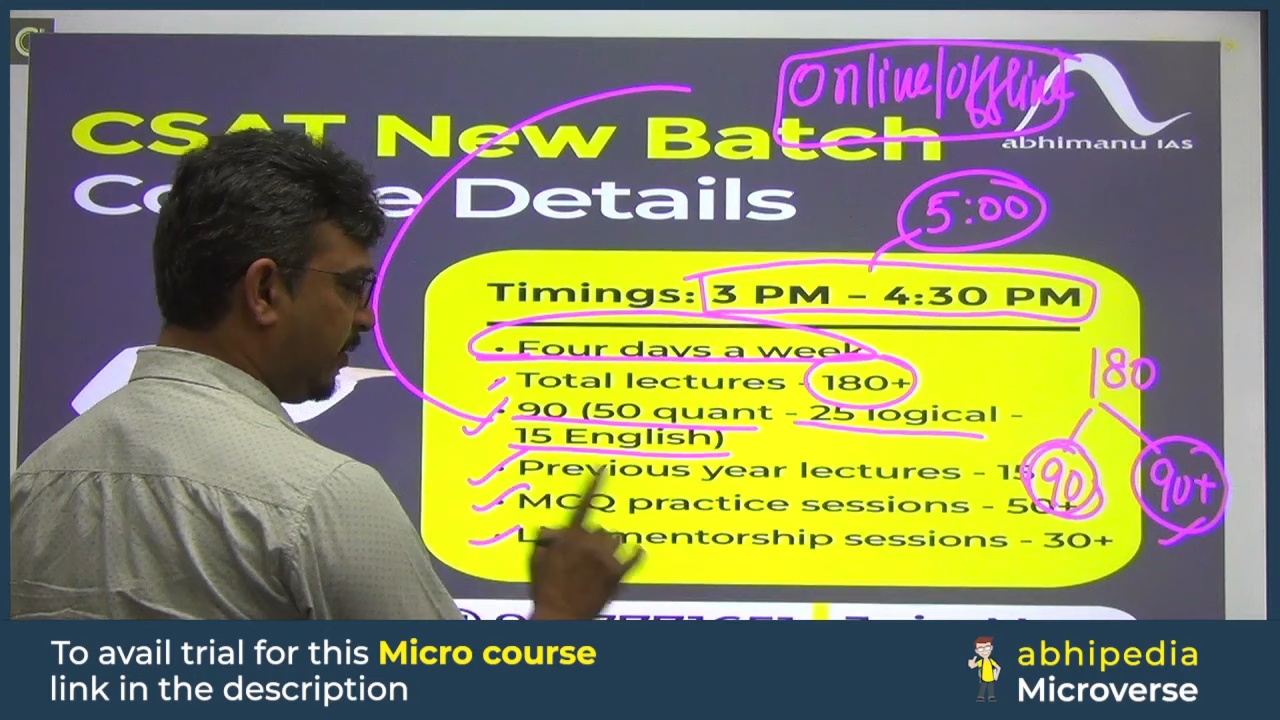 online/offline
CSAT New Batch
abhimanu IAS
Details
5:00
Timings: 3 PM - 4:30 PM
• Four days a week
180
• Total lectures - 180+
• 90 (50 quant - 25 logical -
15 English)
• Previous year lectures - 15
90 90+
• MCQ practice sessions - 50+
mentorship sessions - 30+
To avail trial for this Micro course
link in the description
abhipedia
Microverse